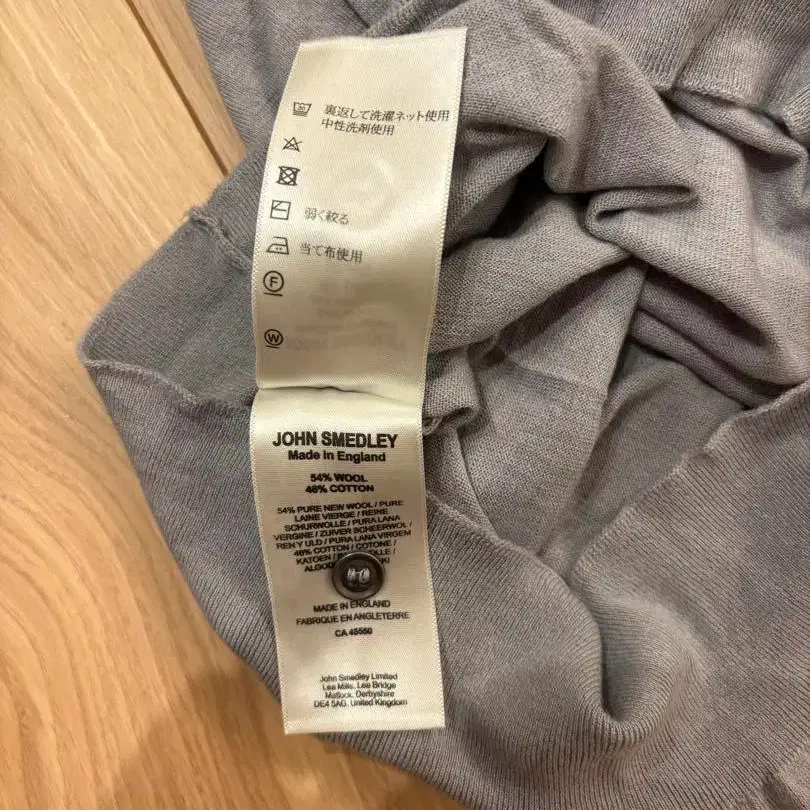 裏返して洗濯ネット使用
中性洗剤使用
弱く絞る
当て布使用
F
W
JOHN SMEDLEY
Made in England
54% WOOL
46% COTTON
54% PURE NEW WOOL / PURE
LAINE VIERGE / REINE
SCHURWOLLE / PURA LANA
VERGINE / ZUIVER SCHEERWOL /
REN Y ULD / PURA LANA VIRGEM
46% COTTON / COTONE /
KATOEN /
MADE IN ENGLAND
FABRIQUE EN ANGLETERRE
CA 45550
John Smedley Limited
Lea Mills, Lea Bridge
Matlock, Derbyshire
DE4 5AG, United Kingdom